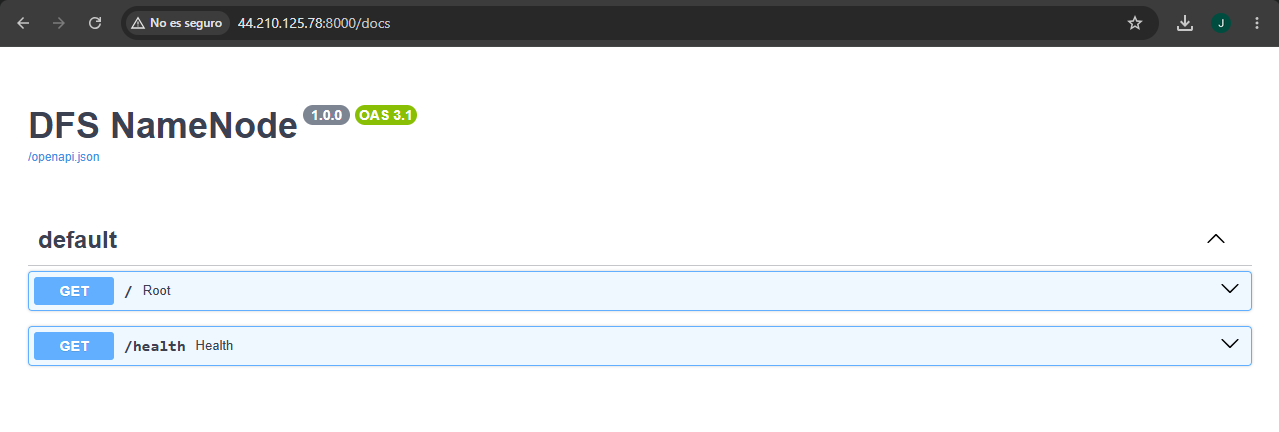 No es seguro 44.210.125.78:8000/docs J
DFS NameNode 1.0.0 OAS 3.1
/openapi.json
default
GET / Root
GET /health Health